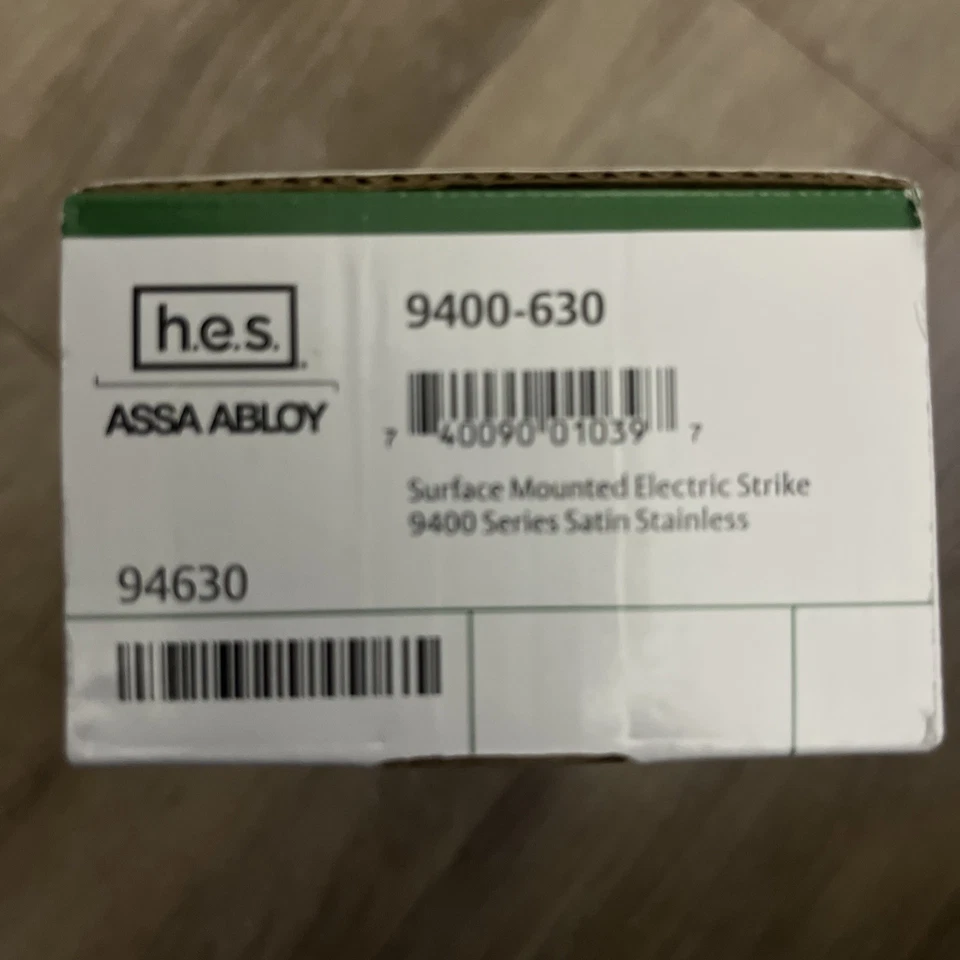 h.e.s.
ASSA ABLOY
9400-630
7 40090 01039 7
Surface Mounted Electric Strike
9400 Series Satin Stainless
94630